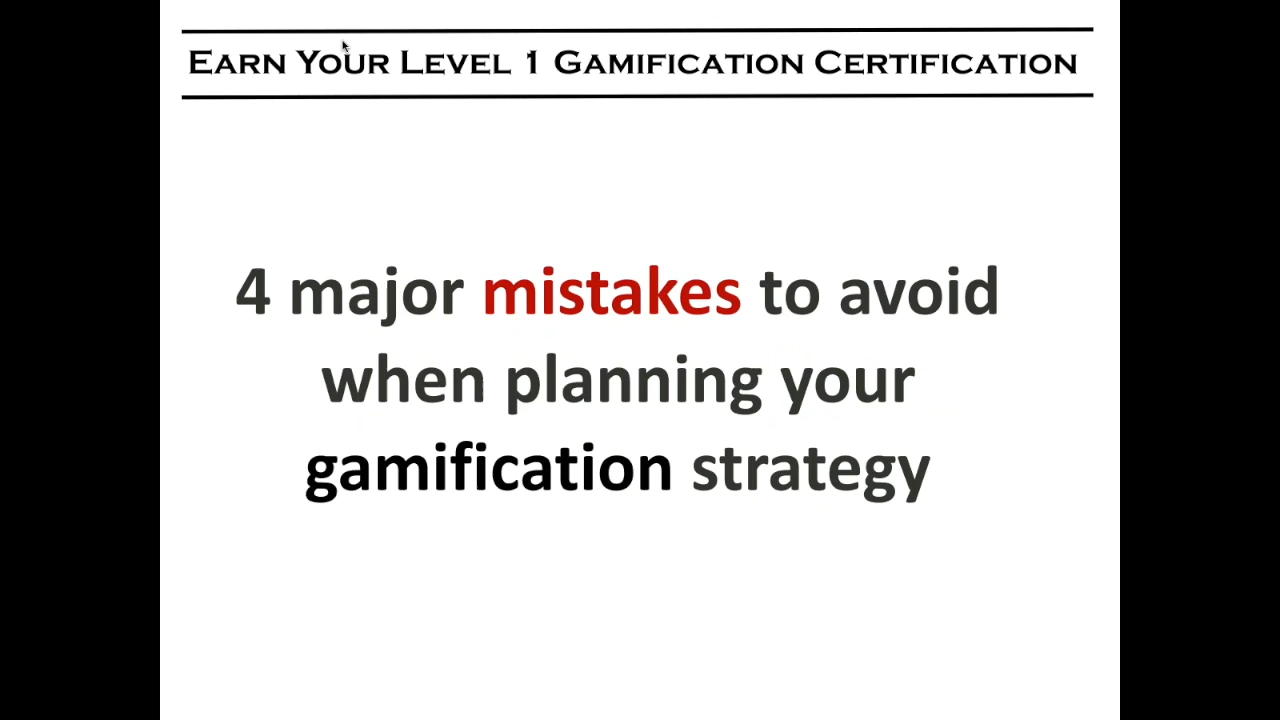 Earn Your Level 1 Gamification Certification
4 major mistakes to avoid
when planning your
gamification strategy